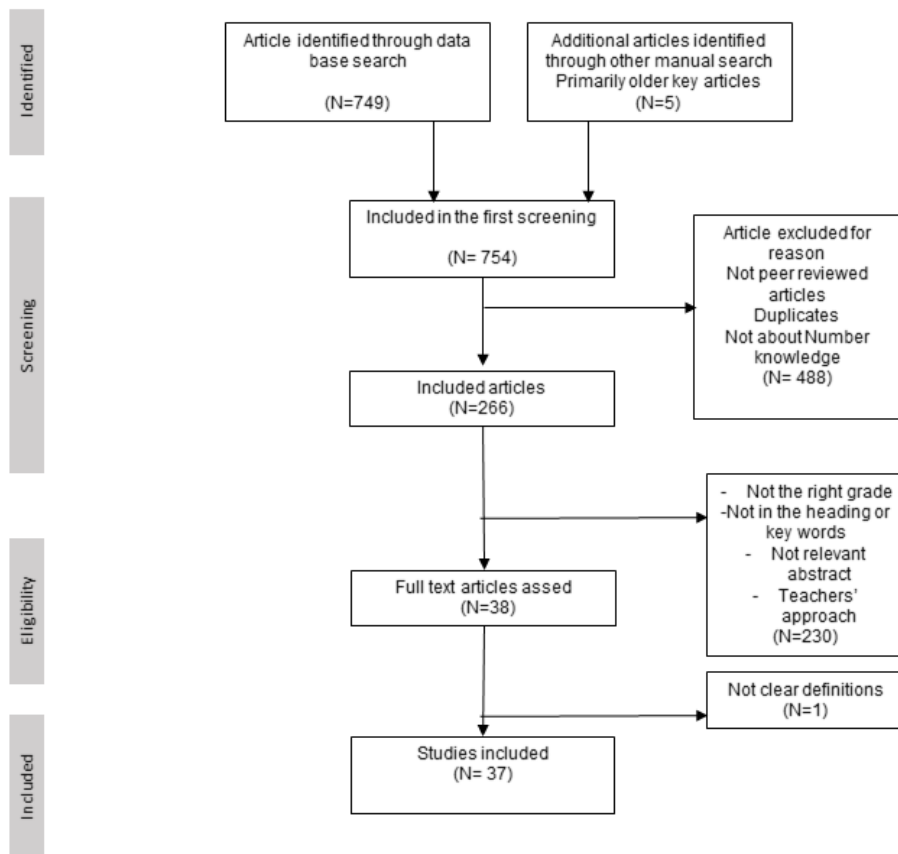 Identified
Article identified through data
base search
(N=749)
Additional articles identified
through other manual search
Primarily older key articles
(N=5)
Screening
Included in the first screening
(N= 754)
Article excluded for
reason
Not peer reviewed
articles
Duplicates
Not about Number
knowledge
(N= 488)
Included articles
(N=266)
- Not the right grade
-Not in the heading or
key words
- Not relevant
abstract
- Teachers'
approach
(N=230)
Eligibility
Full text articles assed
(N=38)
Not clear definitions
(N=1)
Included
Studies included
(N= 37)